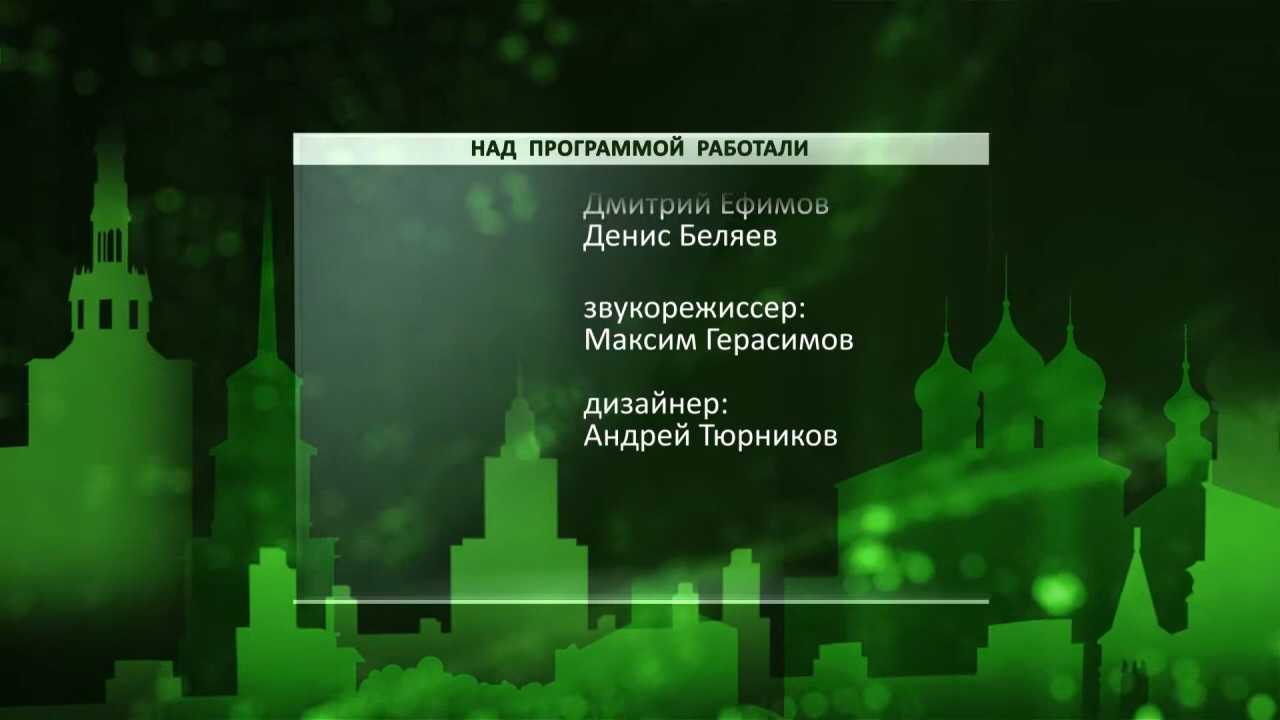 НАД ПРОГРАММОЙ РАБОТАЛИ
Дмитрий Ефимов
Денис Беляев
звукорежиссер:
Максим Герасимов
дизайнер:
Андрей Тюрников